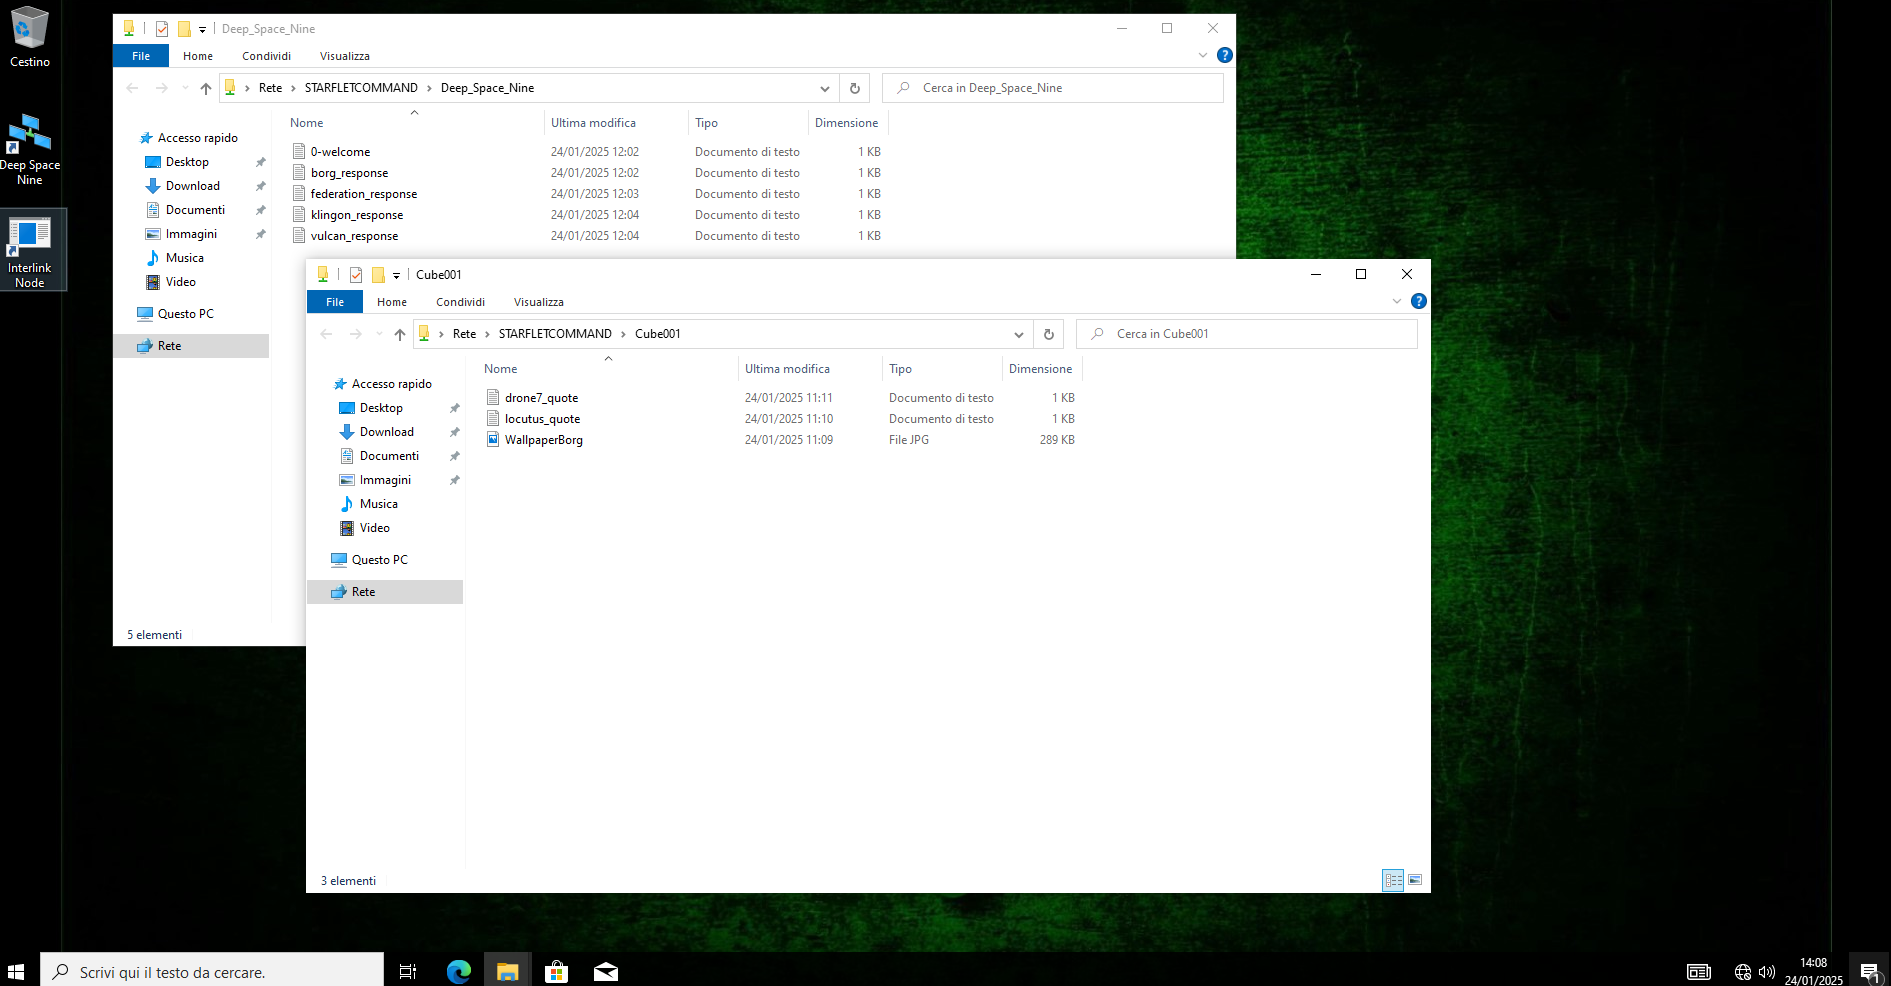 Cestino
Deep Space
Nine
Interlink
Node
Deep_Space_Nine
File Home Condividi Visualizza
Rete STARFLETCOMMAND Deep_Space_Nine
Cerca in Deep_Space_Nine
Nome Ultima modifica Tipo Dimensione
0-welcome 24/01/2025 12:02 Documento di testo 1 KB
borg_response 24/01/2025 12:02 Documento di testo 1 KB
federation_response 24/01/2025 12:03 Documento di testo 1 KB
klingon_response 24/01/2025 12:04 Documento di testo 1 KB
vulcan_response 24/01/2025 12:04 Documento di testo 1 KB
Accesso rapido
Desktop
Download
Documenti
Immagini
Musica
Video
Questo PC
Rete
5 elementi
Cube001
File Home Condividi Visualizza
Rete STARFLETCOMMAND Cube001
Cerca in Cube001
Nome Ultima modifica Tipo Dimensione
drone7_quote 24/01/2025 11:11 Documento di testo 1 KB
locutus_quote 24/01/2025 11:10 Documento di testo 1 KB
WallpaperBorg 24/01/2025 11:09 File JPG 289 KB
Accesso rapido
Desktop
Download
Documenti
Immagini
Musica
Video
Questo PC
Rete
3 elementi
Scrivi qui il testo da cercare.
14:08
24/01/2025
1